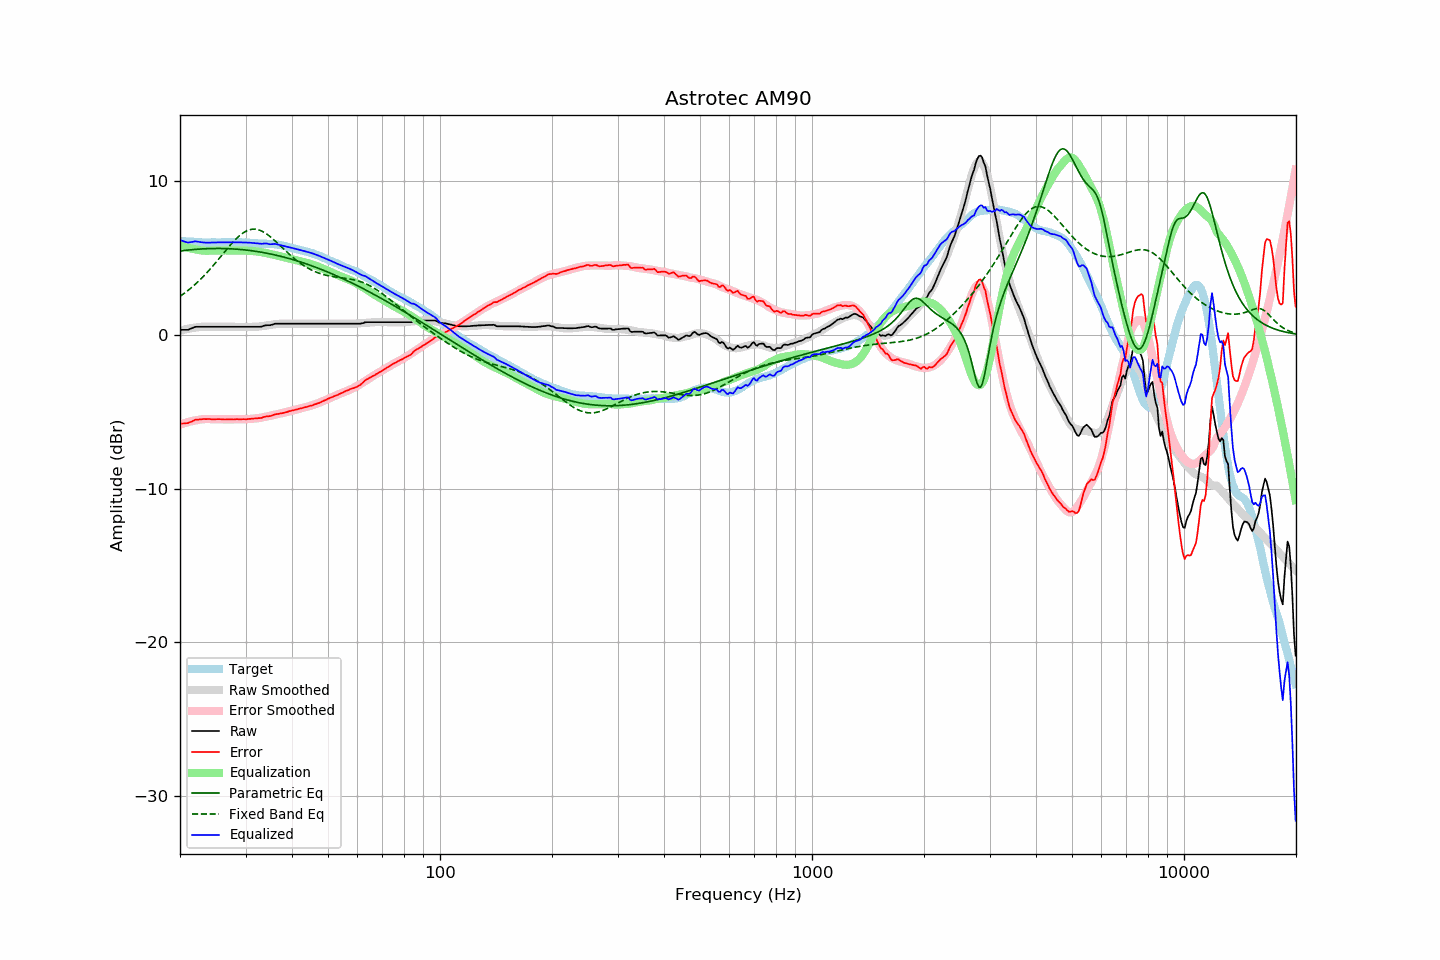 Astrotec AM90
Amplitude (dBr)
10
0
−10
−20
−30
Target
Raw Smoothed
Error Smoothed
Raw
Error
Equalization
Parametric Eq
Fixed Band Eq
Equalized
100
1000
10000
Frequency (Hz)